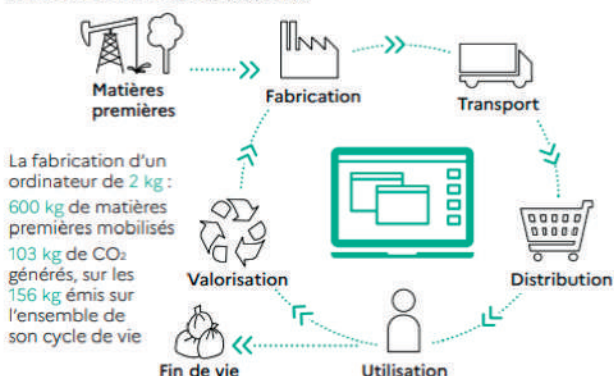 Matières
premières
Fabrication
Transport
La fabrication d'un
ordinateur de 2 kg :
600 kg de matières
premières mobilisés
103 kg de CO₂
générés, sur les
156 kg émis sur
l'ensemble de
son cycle de vie
Valorisation
Distribution
Fin de vie
Utilisation